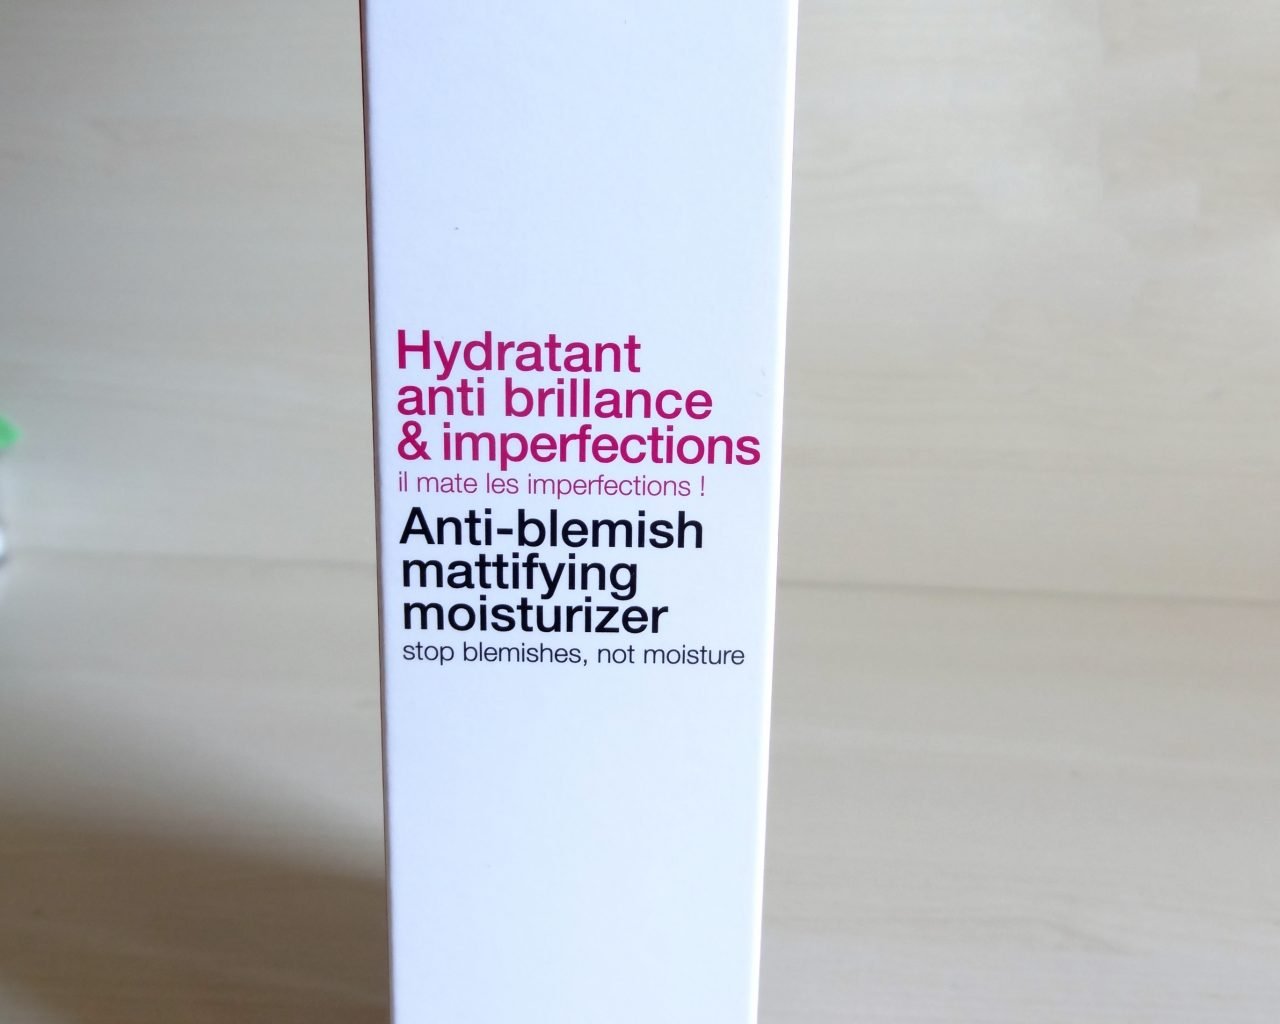 Hydratant
anti brillance
& imperfections
il mate les imperfections !
Anti-blemish
mattifying
moisturizer
stop blemishes, not moisture